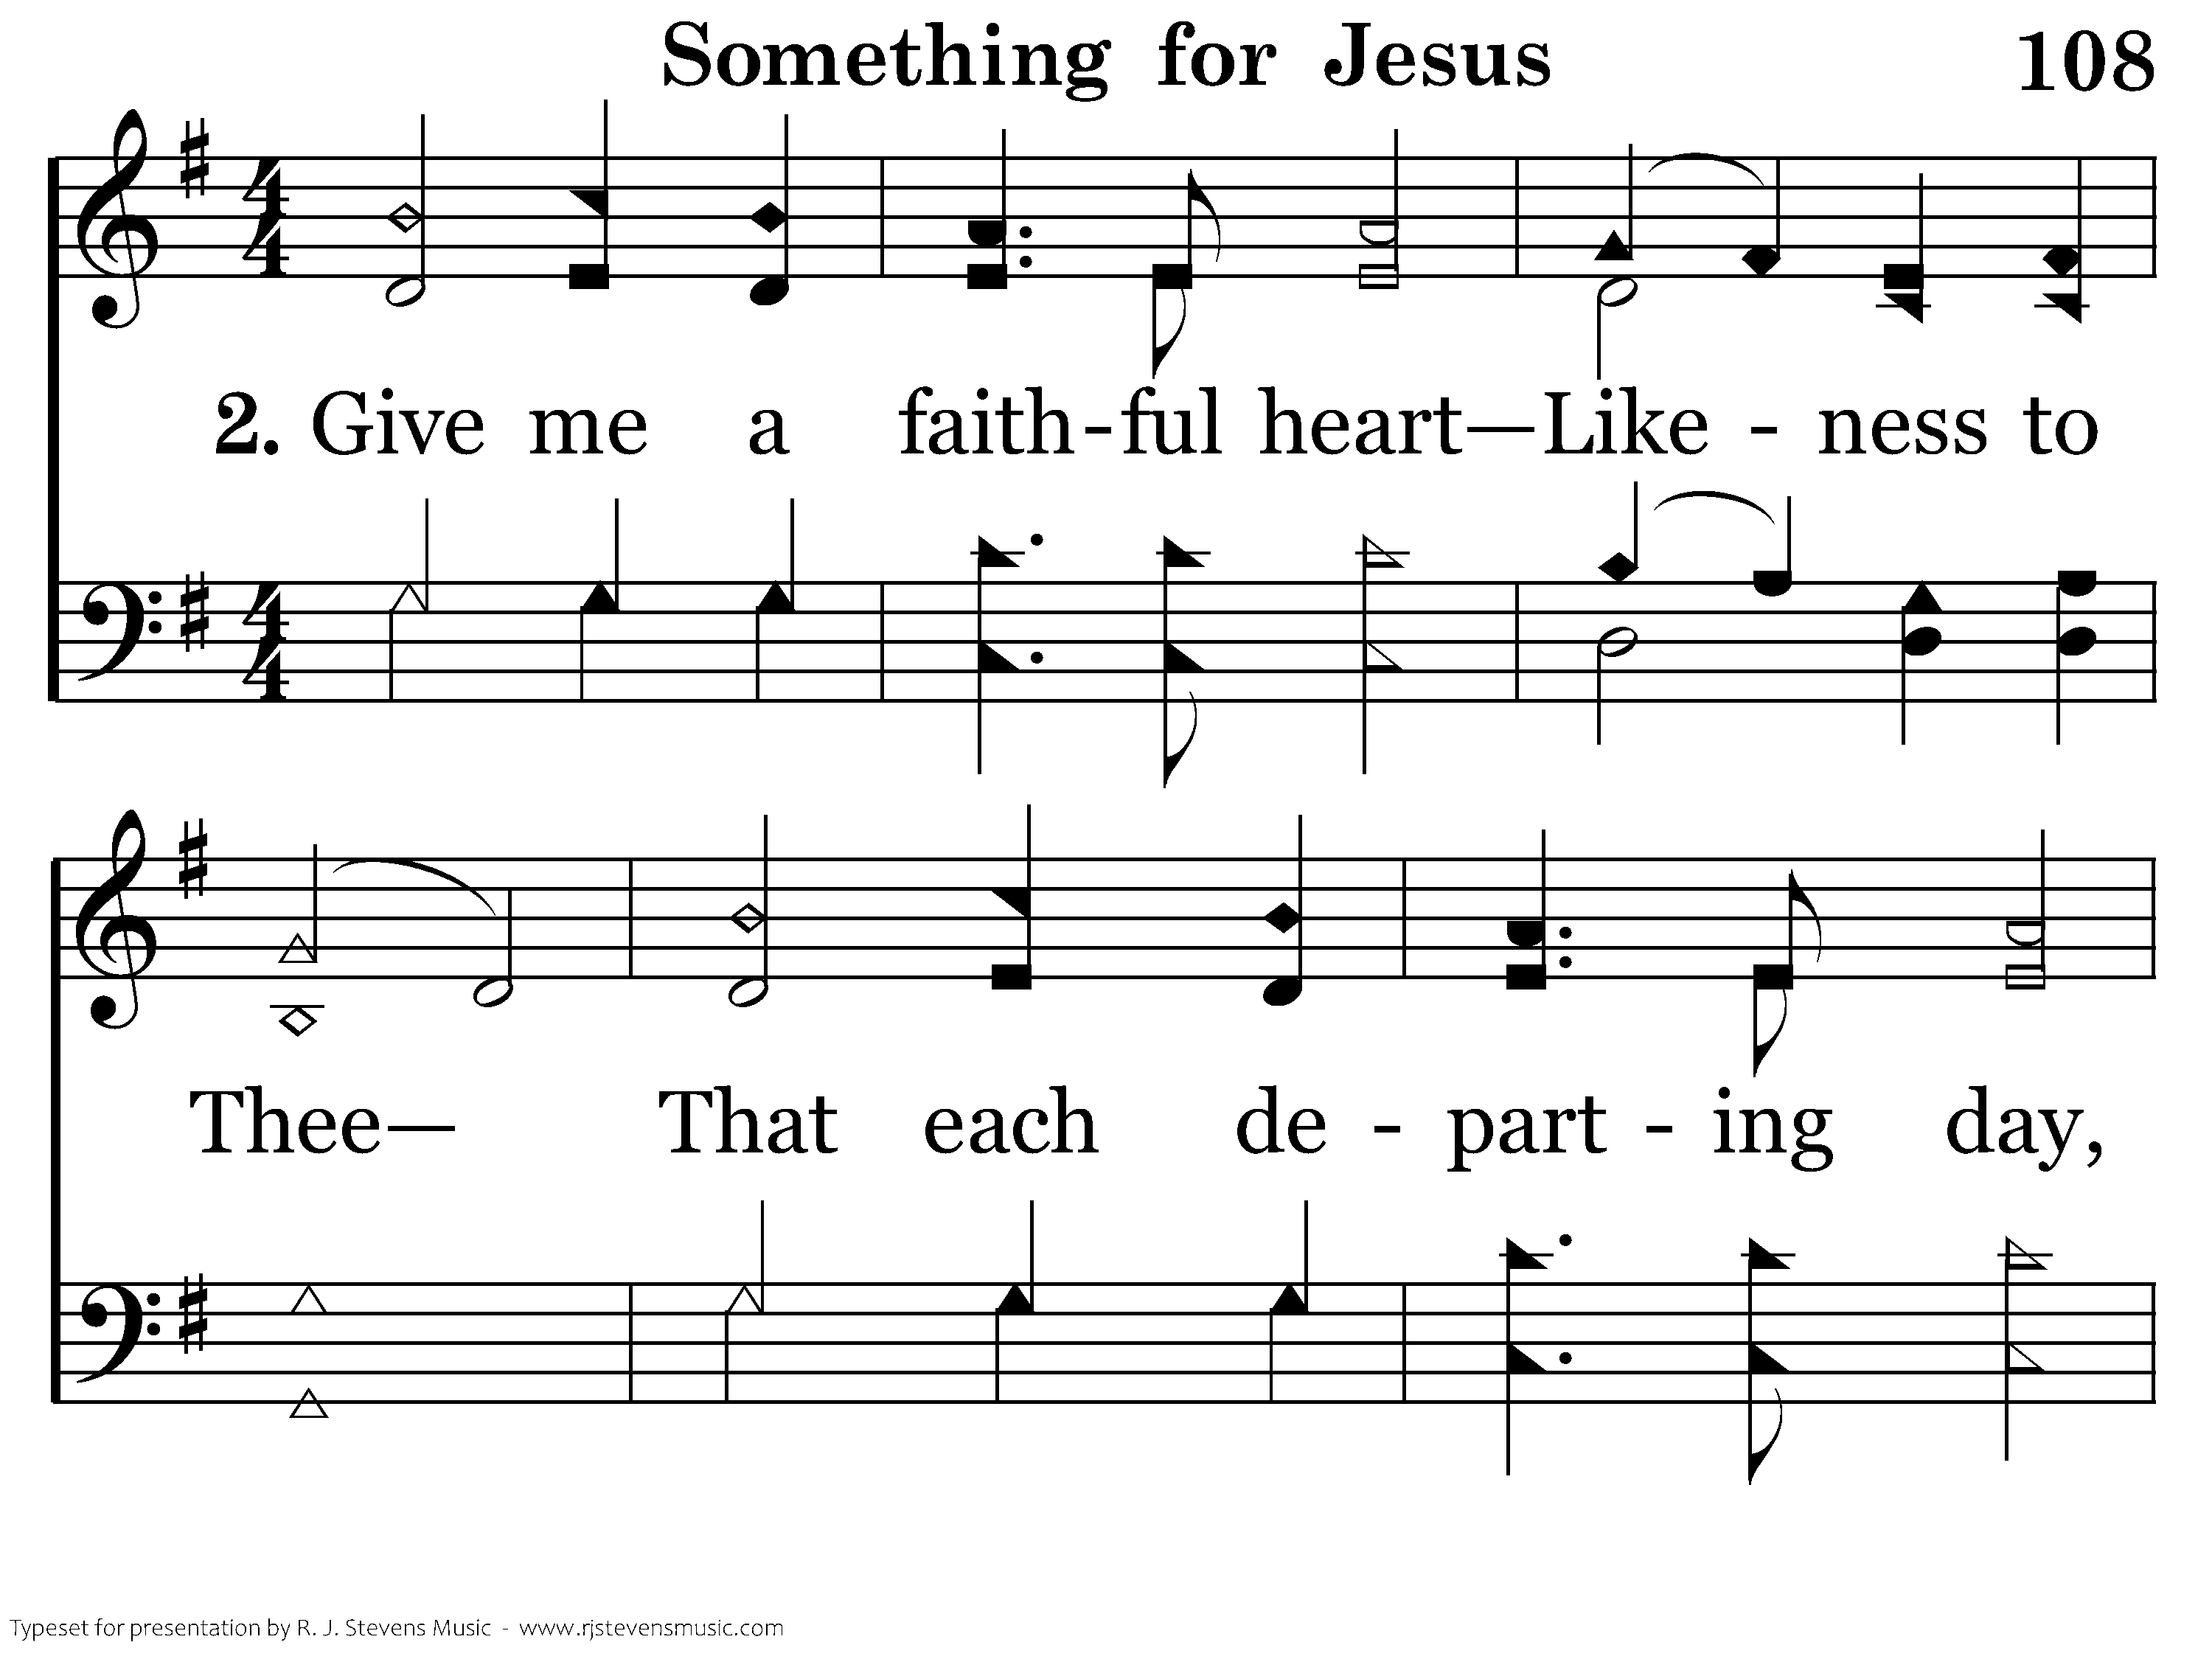 Something for Jesus 108
2. Give me a faith-ful heart—Like - ness to
Thee— That each de - part - ing day,
Typeset for presentation by R. J. Stevens Music - www.rjstevensmusic.com